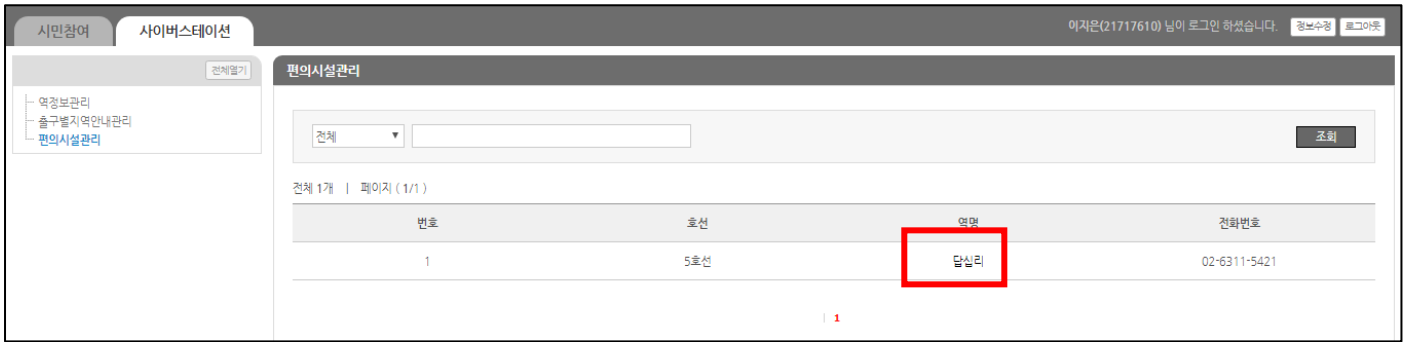 시민참여 사이버스테이션 이지은(21717610) 님이 로그인 하셨습니다. 정보수정 로그아웃
전체열기
역정보관리
출구별지역안내관리
편의시설관리
편의시설관리
전체 ▼ 조회
전체 1개 | 페이지 ( 1/1 )
번호 호선 역명 전화번호
1 5호선 답십리 02-6311-5421
1